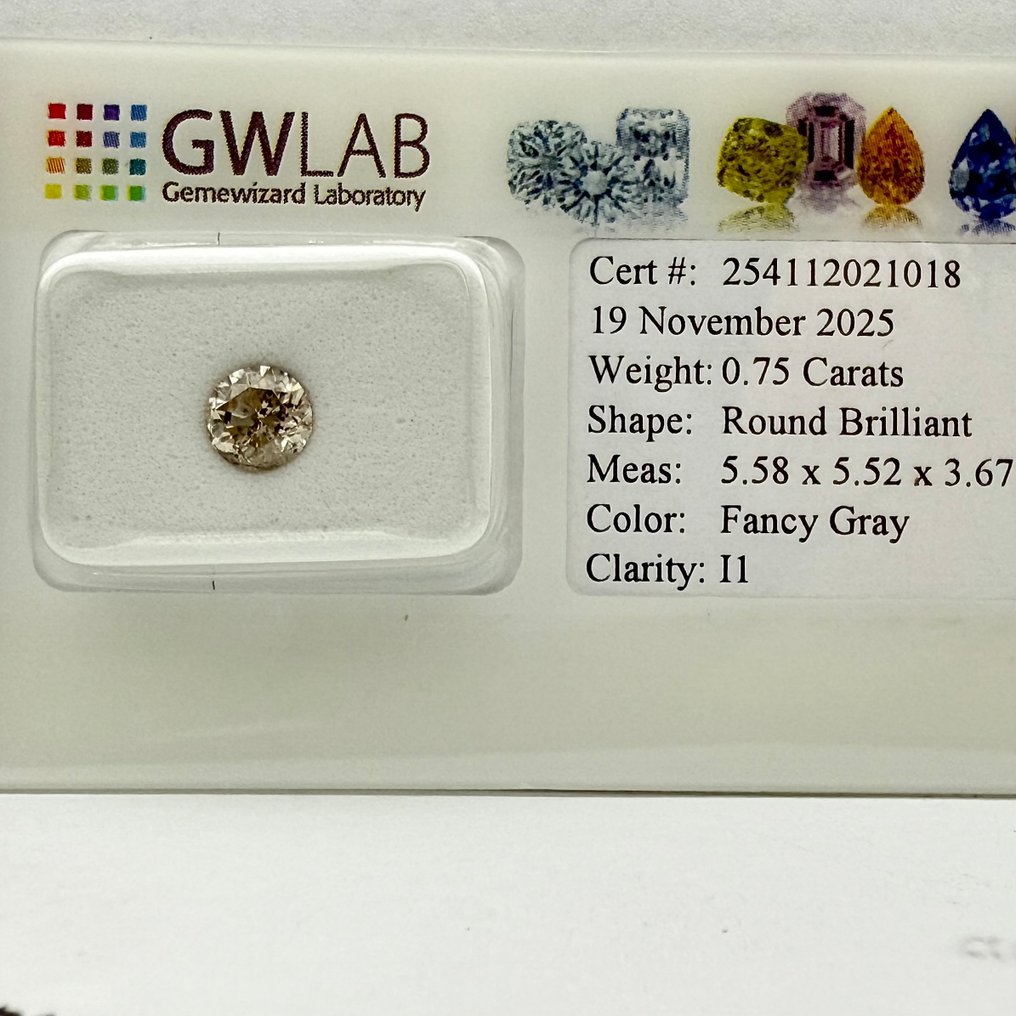 GWLAB
Gemewizard Laboratory
Cert #: 254112021018
19 November 2025
Weight: 0.75 Carats
Shape: Round Brilliant
Meas: 5.58 x 5.52 x 3.67
Color: Fancy Gray
Clarity: I1